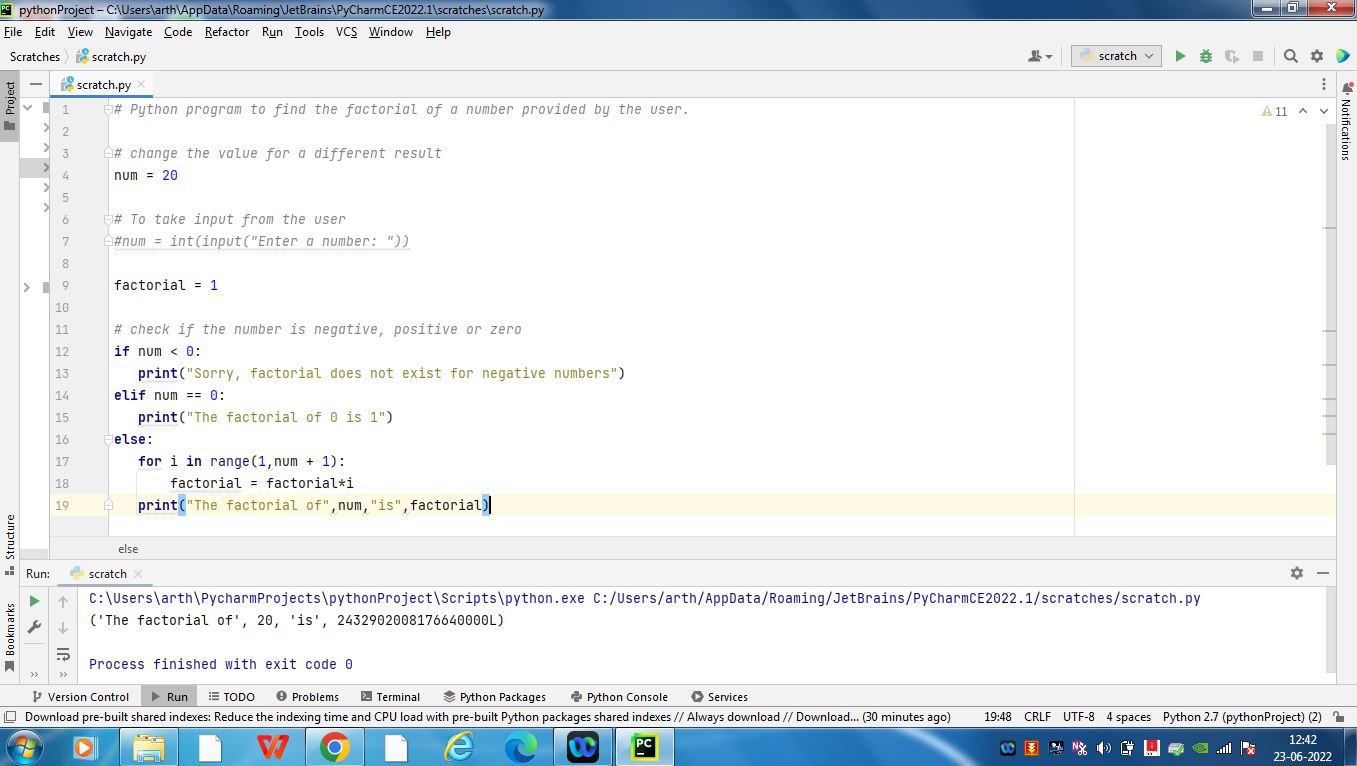 pythonProject – C:\Users\arth\AppData\Roaming\JetBrains\PyCharmCE2022.1\scratches\scratch.py
File Edit View Navigate Code Refactor Run Tools VCS Window Help
Scratches scratch.py scratch
Project
scratch.py
Notifications
11
1 # Python program to find the factorial of a number provided by the user.
2
3 # change the value for a different result
4 num = 20
5
6 # To take input from the user
7 #num = int(input("Enter a number: "))
8
9 factorial = 1
10
11 # check if the number is negative, positive or zero
12 if num < 0:
13 print("Sorry, factorial does not exist for negative numbers")
14 elif num == 0:
15 print("The factorial of 0 is 1")
16 else:
17 for i in range(1,num + 1):
18 factorial = factorial*i
19 print("The factorial of",num,"is",factorial)
else
Structure
Bookmarks
Run: scratch
C:\Users\arth\PycharmProjects\pythonProject\Scripts\python.exe C:/Users/arth/AppData/Roaming/JetBrains/PyCharmCE2022.1/scratches/scratch.py
('The factorial of', 20, 'is', 2432902008176640000L)
Process finished with exit code 0
Version Control Run TODO Problems Terminal Python Packages Python Console Services
Download pre-built shared indexes: Reduce the indexing time and CPU load with pre-built Python packages shared indexes // Always download // Download... (30 minutes ago) 19:48 CRLF UTF-8 4 spaces Python 2.7 (pythonProject) (2)
PC
12:42
23-06-2022